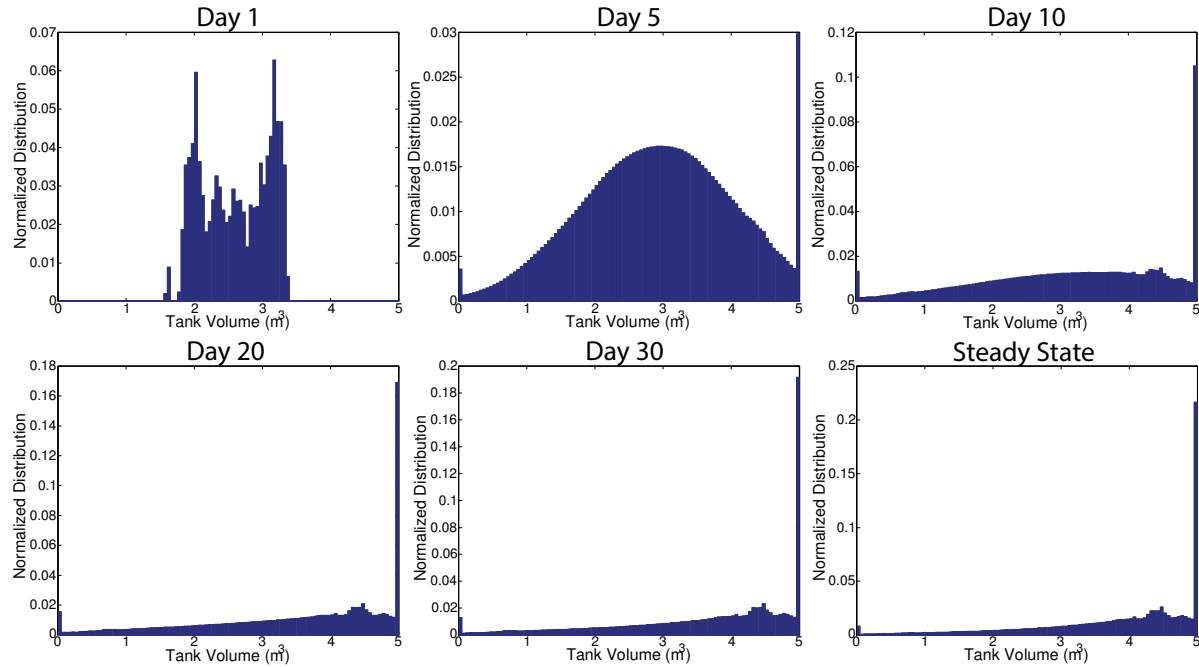 Day 1
Normalized Distribution
0.07
0.06
0.05
0.04
0.03
0.02
0.01
0
0 1 2 3 4 5
Tank Volume (m3)
Day 5
Normalized Distribution
0.03
0.025
0.02
0.015
0.01
0.005
0
0 1 2 3 4 5
Tank Volume (m3)
Day 10
Normalized Distribution
0.12
0.1
0.08
0.06
0.04
0.02
0
0 1 2 3 4 5
Tank Volume (m3)
Day 20
Normalized Distribution
0.18
0.16
0.14
0.12
0.1
0.08
0.06
0.04
0.02
0
0 1 2 3 4 5
Tank Volume (m3)
Day 30
Normalized Distribution
0.2
0.18
0.16
0.14
0.12
0.1
0.08
0.06
0.04
0.02
0
0 1 2 3 4 5
Tank Volume (m3)
Steady State
Normalized Distribution
0.25
0.2
0.15
0.1
0.05
0
0 1 2 3 4 5
Tank Volume (m3)